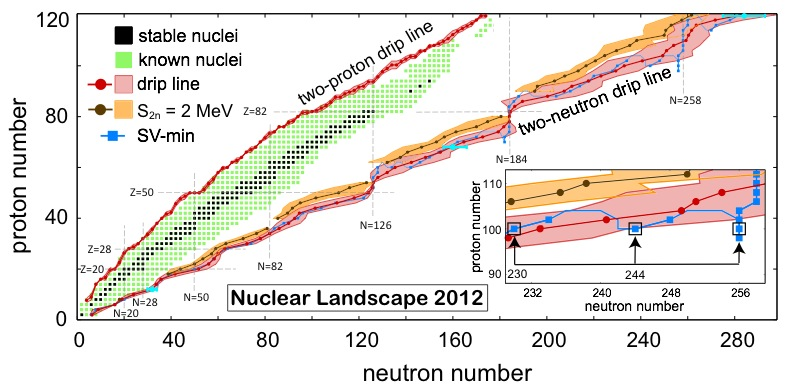 120
80
40
0
proton number
stable nuclei
known nuclei
drip line
S2n = 2 MeV
SV-min
two-proton drip line
two-neutron drip line
Z=82
Z=50
Z=28
Z=20
N=258
N=184
N=126
N=82
N=50
N=28
N=20
Nuclear Landscape 2012
110
100
90
proton number
230
244
256
232
240
248
256
neutron number
0
40
80
120
160
200
240
280
neutron number